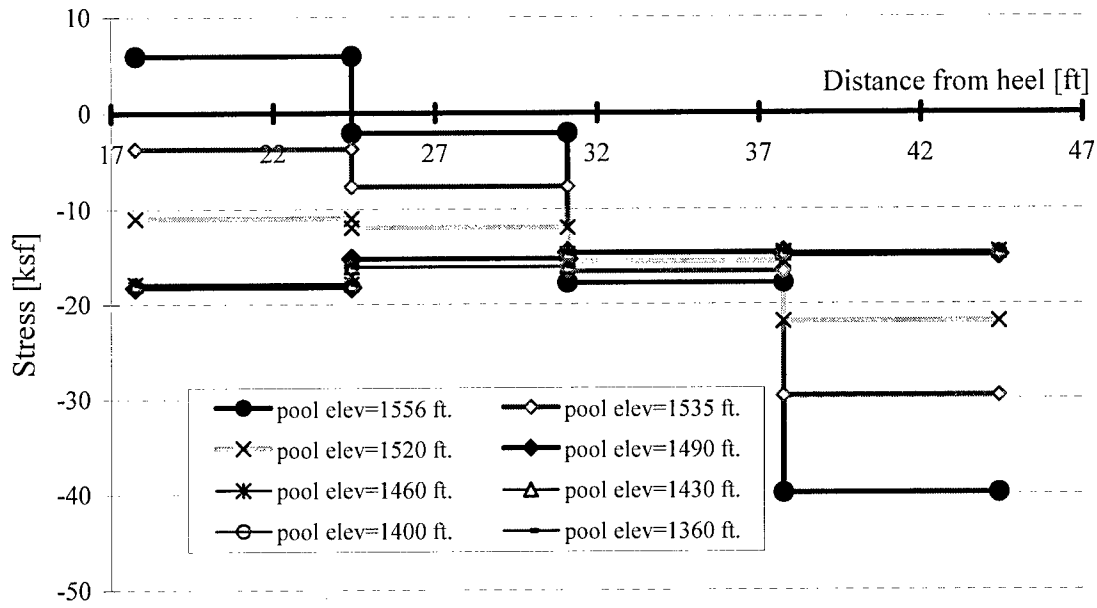 10
Distance from heel [ft]
0
17 22 27 32 37 42 47
-10
-20
-30
-40
-50
Stress [ksf]
pool elev=1556 ft. pool elev=1535 ft.
pool elev=1520 ft. pool elev=1490 ft.
pool elev=1460 ft. pool elev=1430 ft.
pool elev=1400 ft. pool elev=1360 ft.